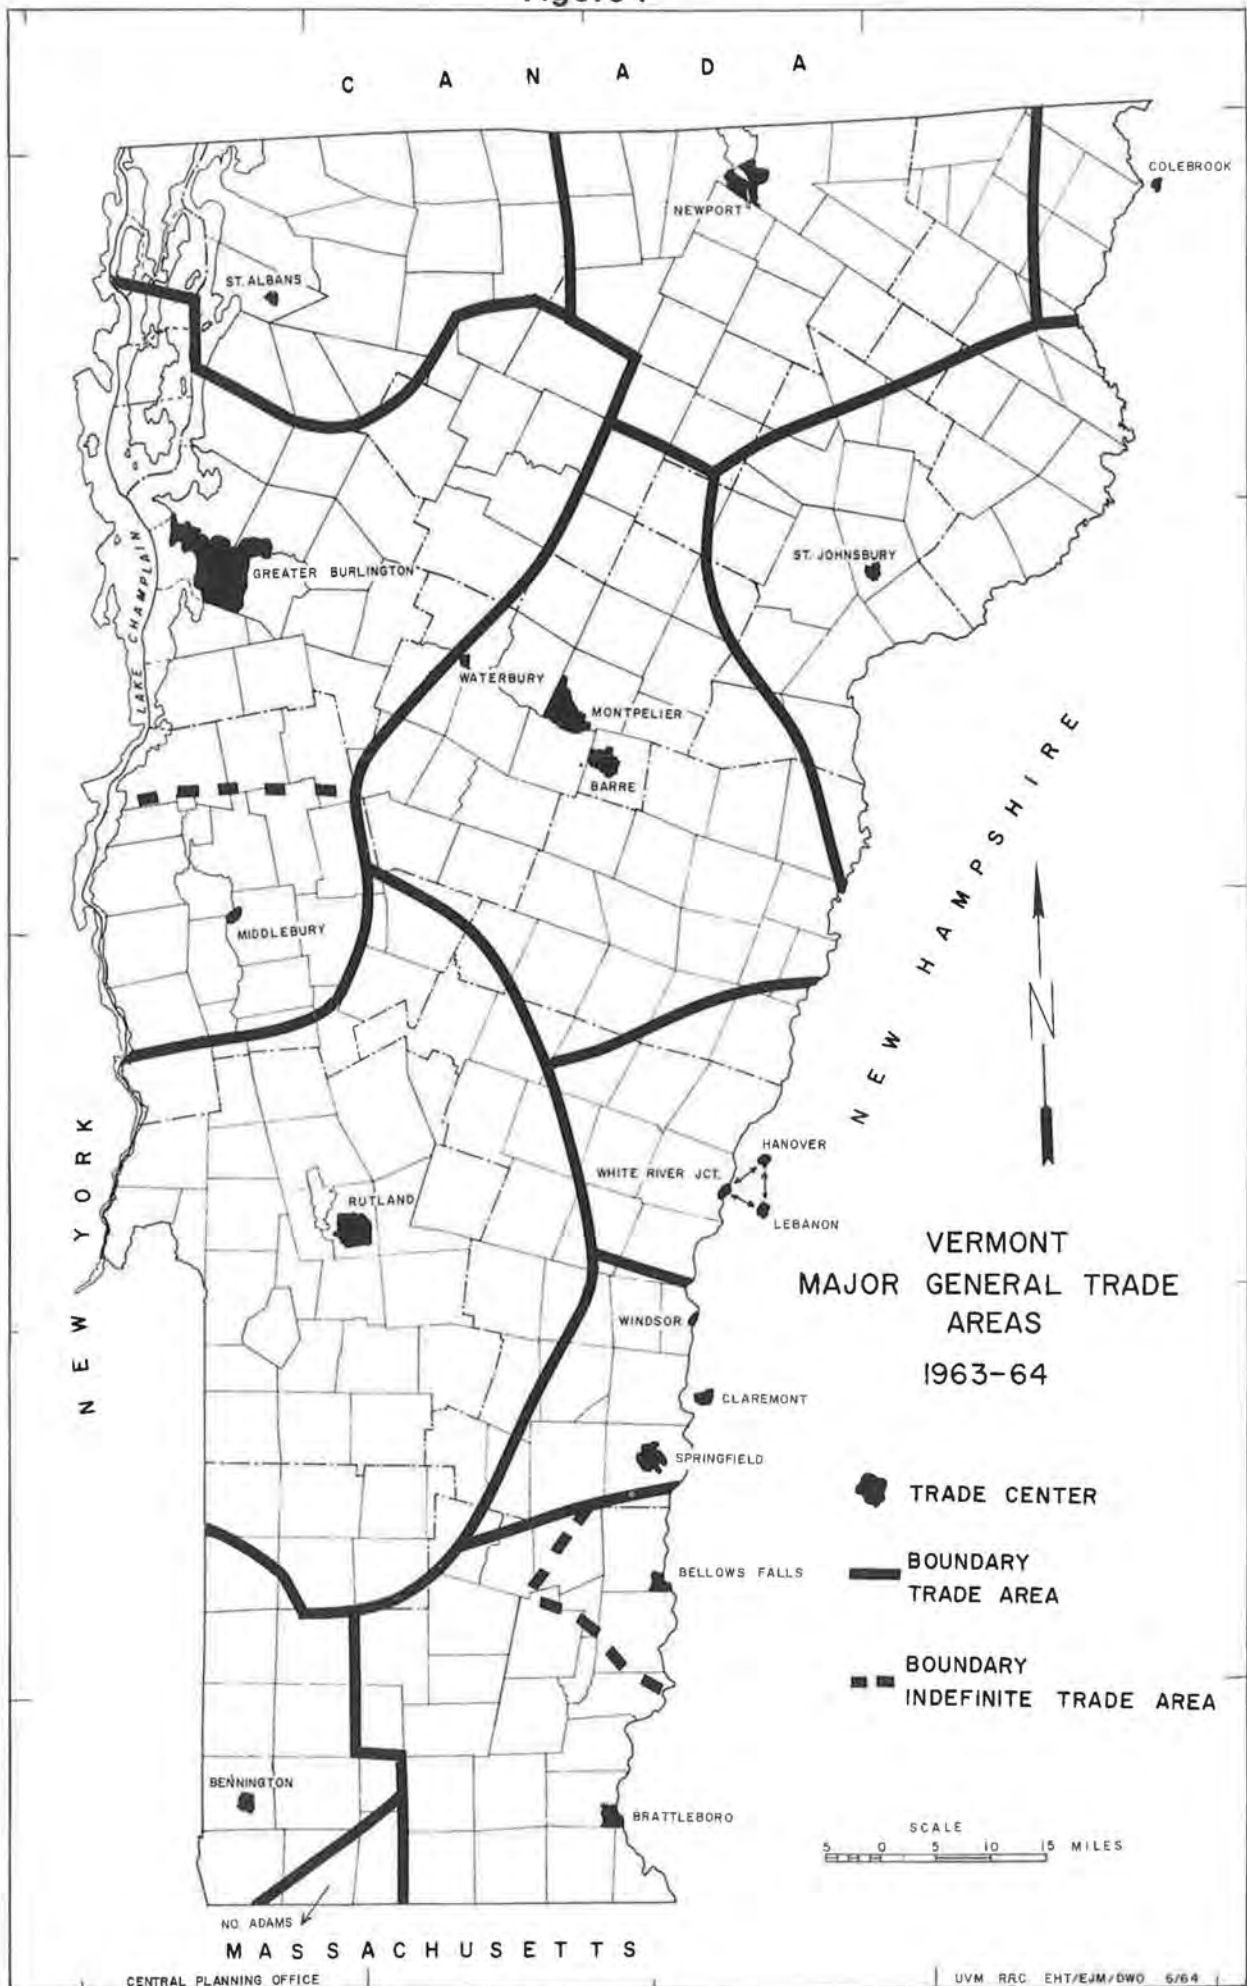 CANADA
COLEBROOK
NEWPORT
ST. ALBANS
LAKE CHAMPLAIN
GREATER BURLINGTON
ST. JOHNSBURY
WATERBURY
MONTPELIER
BARRE
NEW HAMPSHIRE
MIDDLEBURY
N
NEW YORK
HANOVER
WHITE RIVER JCT.
LEBANON
RUTLAND
VERMONT
MAJOR GENERAL TRADE
AREAS
1963-64
WINDSOR
CLAREMONT
SPRINGFIELD
TRADE CENTER
BOUNDARY
TRADE AREA
BELLOWS FALLS
BOUNDARY
INDEFINITE TRADE AREA
BENNINGTON
BRATTLEBORO
SCALE
5 0 5 10 15 MILES
NO. ADAMS
MASSACHUSETTS
CENTRAL PLANNING OFFICE
UVM RRC EHT/EJM/DWO 6/64